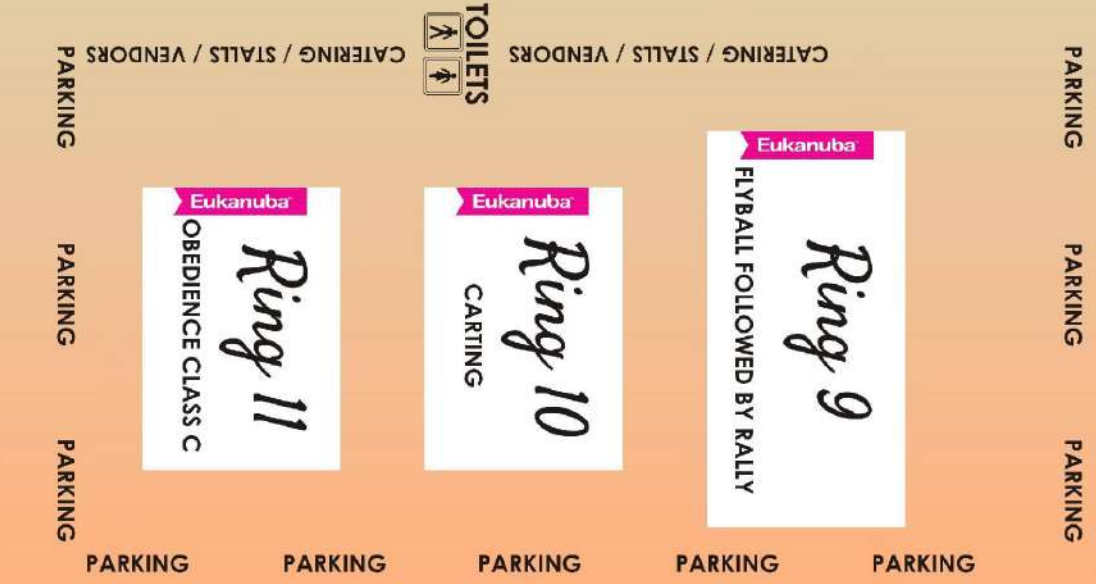 TOILETS
CATERING / STALLS / VENDORS
CATERING / STALLS / VENDORS
PARKING
PARKING
PARKING
Eukanuba
Ring 11
OBEDIENCE CLASS C
Eukanuba
Ring 10
CARTING
Eukanuba
Ring 9
FLYBALL FOLLOWED BY RALLY
PARKING
PARKING
PARKING
PARKING
PARKING
PARKING
PARKING
PARKING